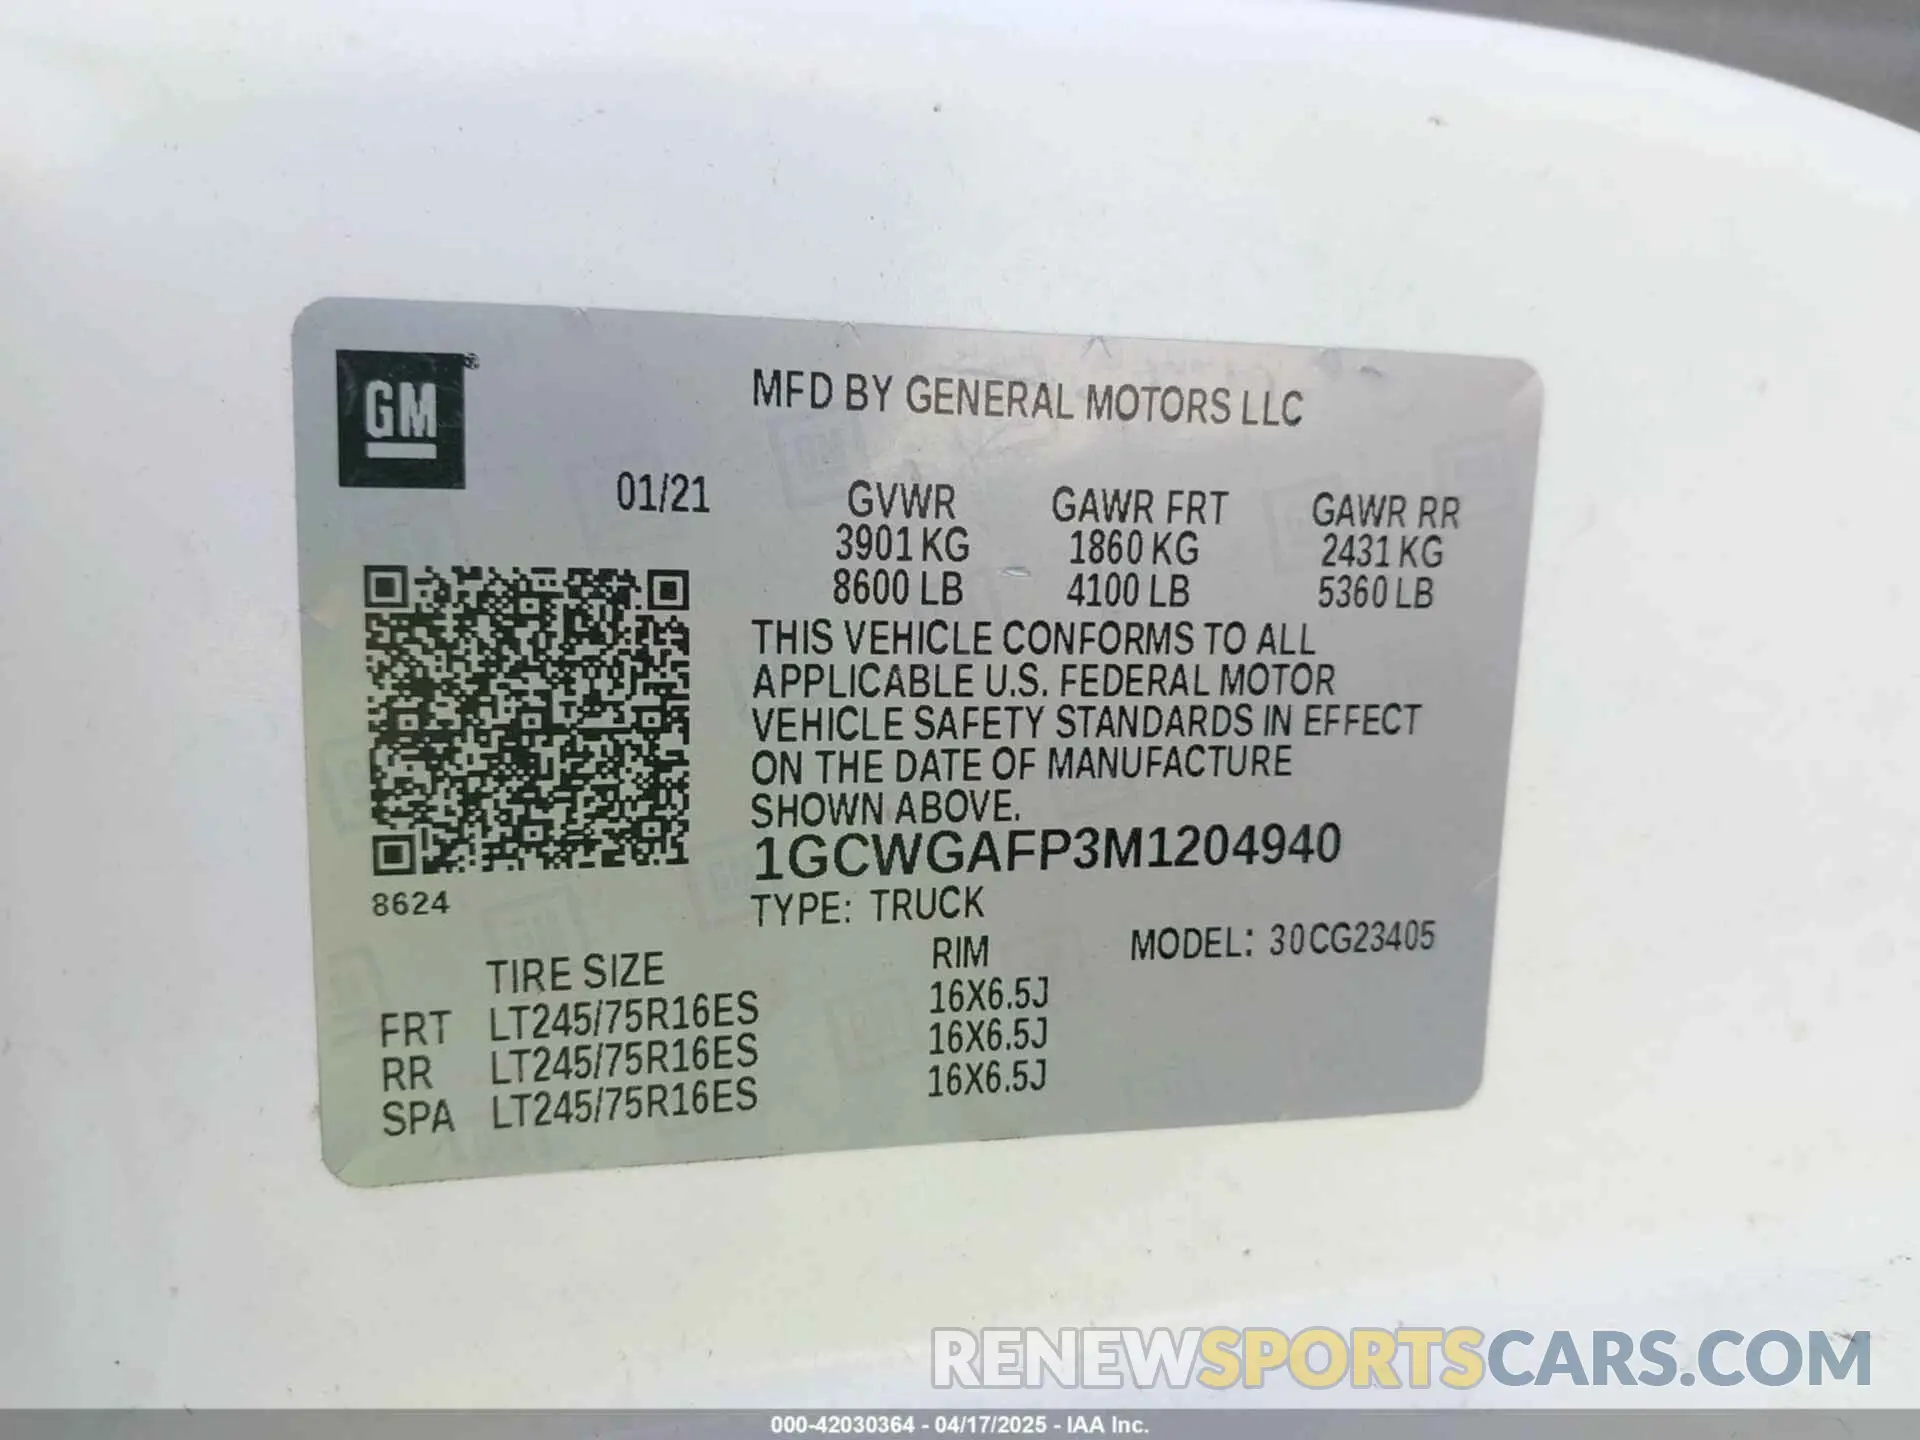 GM
MFD BY GENERAL MOTORS LLC
01/21
GVWR GAWR FRT GAWR RR
3901 KG 1860 KG 2431 KG
8600 LB 4100 LB 5360 LB
THIS VEHICLE CONFORMS TO ALL
APPLICABLE U.S. FEDERAL MOTOR
VEHICLE SAFETY STANDARDS IN EFFECT
ON THE DATE OF MANUFACTURE
SHOWN ABOVE.
1GCWGAFP3M1204940
8624
TYPE: TRUCK
MODEL: 30CG23405
TIRE SIZE RIM
FRT LT245/75R16ES 16X6.5J
RR LT245/75R16ES 16X6.5J
SPA LT245/75R16ES 16X6.5J
RENEWSPORTSCARS.COM
000-42030364 - 04/17/2025 - IAA Inc.